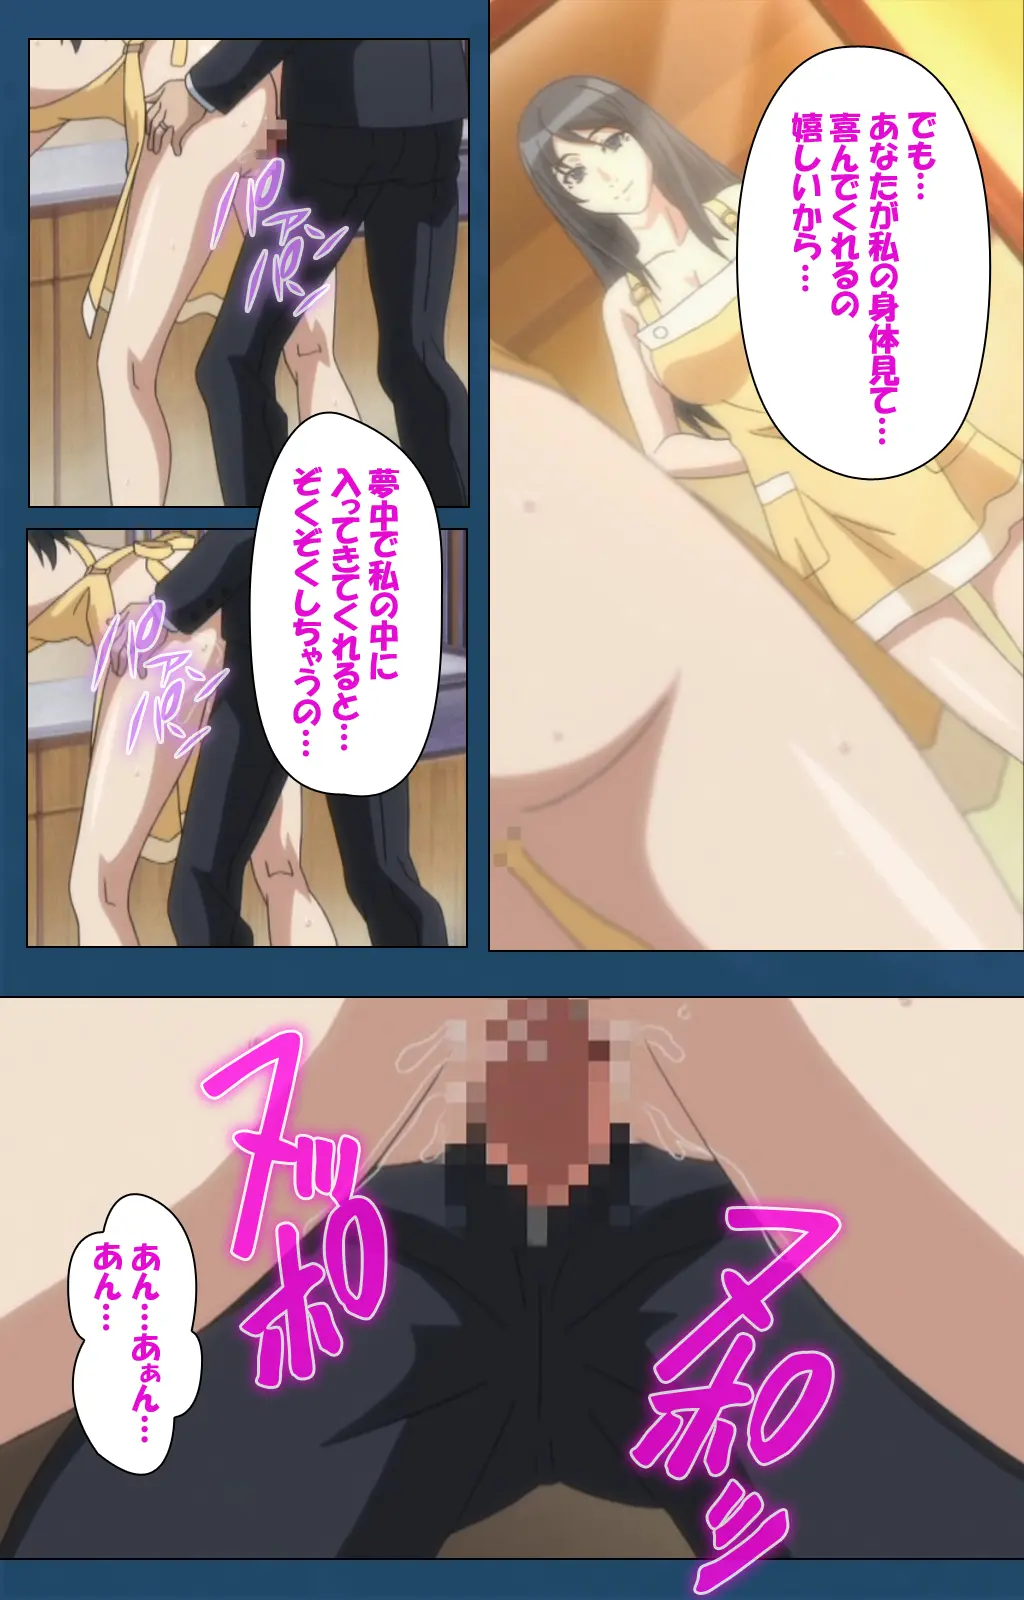 でも…
あなたが私の身体見て…
喜んでくれるの
嬉しいから…
パァン
パン
夢中で私の中に
入ってきてくれると…
ぞくぞくしちゃうの…
パァン
パン
ヌッ
ポ
ヌ
ポッ
あん…あぁん…
あん…